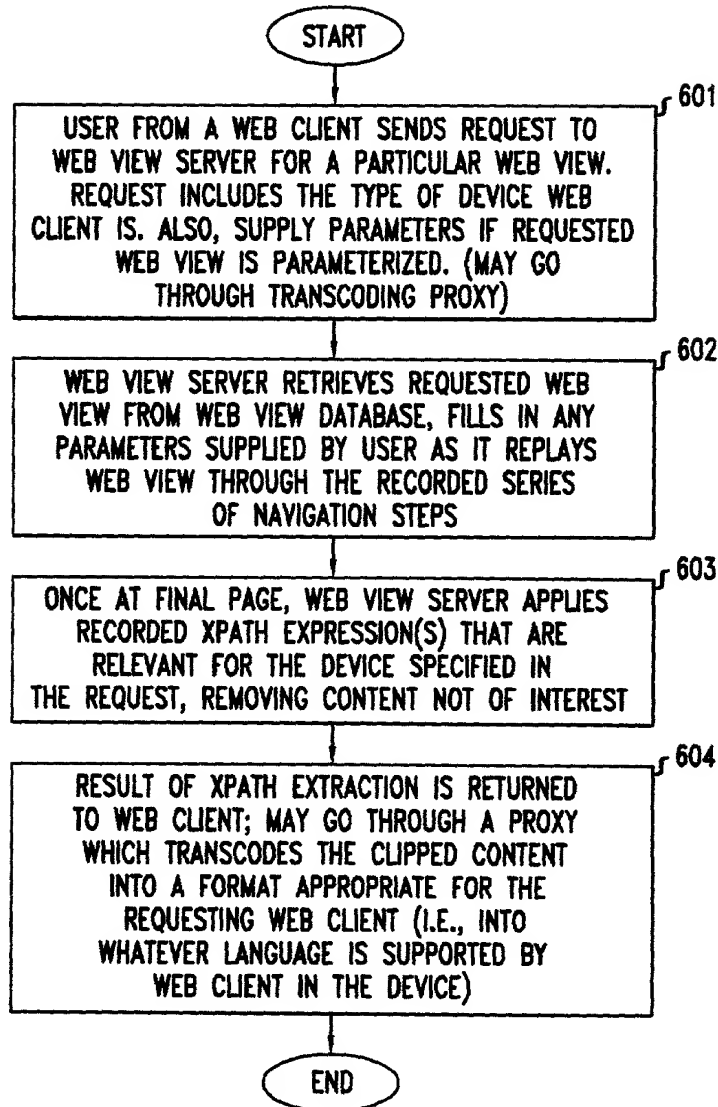 START
601
USER FROM A WEB CLIENT SENDS REQUEST TO
WEB VIEW SERVER FOR A PARTICULAR WEB VIEW.
REQUEST INCLUDES THE TYPE OF DEVICE WEB
CLIENT IS. ALSO, SUPPLY PARAMETERS IF REQUESTED
WEB VIEW IS PARAMETERIZED. (MAY GO
THROUGH TRANSCODING PROXY)
602
WEB VIEW SERVER RETRIEVES REQUESTED WEB
VIEW FROM WEB VIEW DATABASE, FILLS IN ANY
PARAMETERS SUPPLIED BY USER AS IT REPLAYS
WEB VIEW THROUGH THE RECORDED SERIES
OF NAVIGATION STEPS
603
ONCE AT FINAL PAGE, WEB VIEW SERVER APPLIES
RECORDED XPATH EXPRESSION(S) THAT ARE
RELEVANT FOR THE DEVICE SPECIFIED IN
THE REQUEST, REMOVING CONTENT NOT OF INTEREST
604
RESULT OF XPATH EXTRACTION IS RETURNED
TO WEB CLIENT; MAY GO THROUGH A PROXY
WHICH TRANSCODES THE CLIPPED CONTENT
INTO A FORMAT APPROPRIATE FOR THE
REQUESTING WEB CLIENT (I.E., INTO
WHATEVER LANGUAGE IS SUPPORTED BY
WEB CLIENT IN THE DEVICE)
END